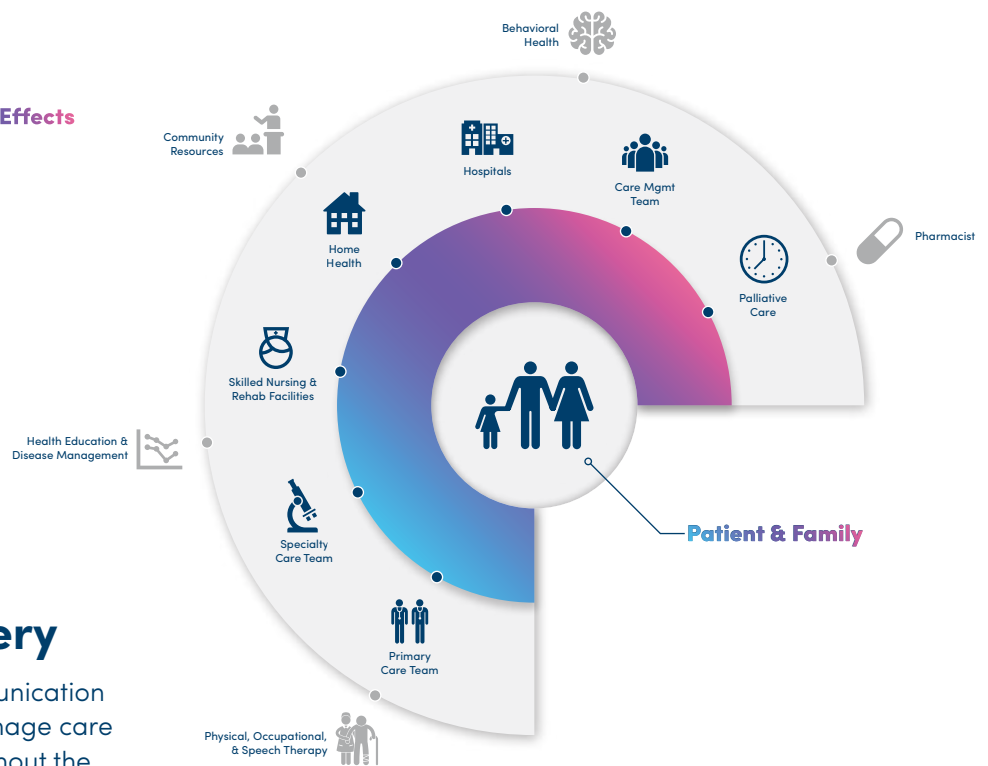 Behavioral
Health
Effects
Community
Resources
Hospitals
Care Mgmt
Team
Pharmacist
Home
Health
Palliative
Care
Skilled Nursing &
Rehab Facilities
Health Education &
Disease Management
Specialty
Care Team
Patient & Family
ery
Primary
Care Team
unication
nage care
hout the
Physical, Occupational,
& Speech Therapy